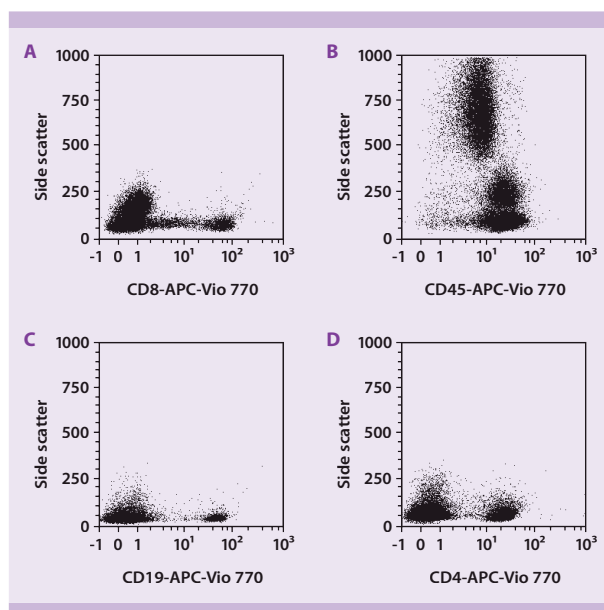 A
Side scatter
1000
750
500
250
0
-1 0 1 10¹ 10² 10³
CD8-APC-Vio 770
B
Side scatter
1000
750
500
250
0
-1 0 1 10¹ 10² 10³
CD45-APC-Vio 770
C
Side scatter
1000
750
500
250
0
-1 0 1 10¹ 10² 10³
CD19-APC-Vio 770
D
Side scatter
1000
750
500
250
0
-1 0 1 10¹ 10² 10³
CD4-APC-Vio 770